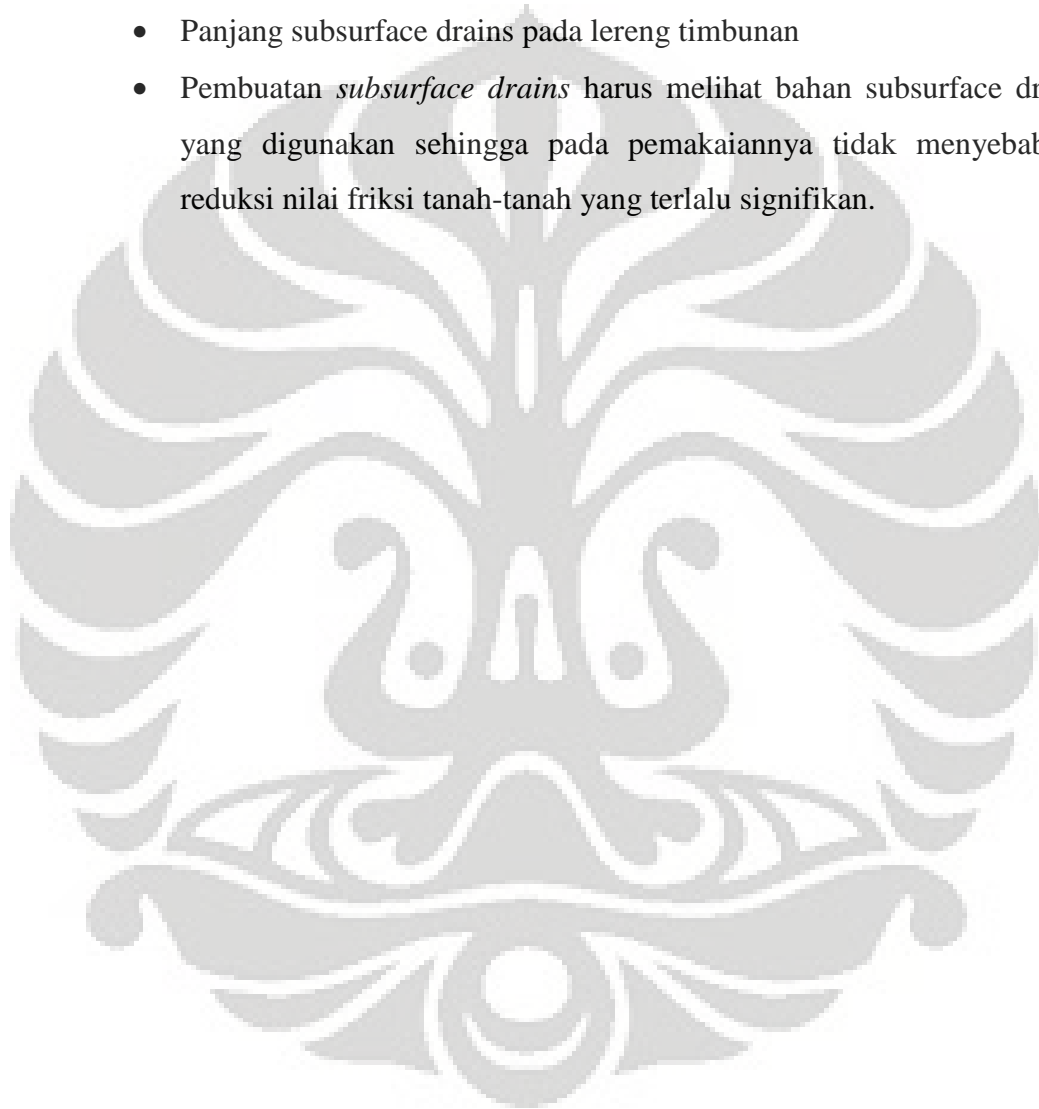 • Panjang subsurface drains pada lereng timbunan
• Pembuatan subsurface drains harus melihat bahan subsurface
yang digunakan sehingga pada pemakaiannya tidak
reduksi nilai friksi tanah-tanah yang terlalu signifikan.